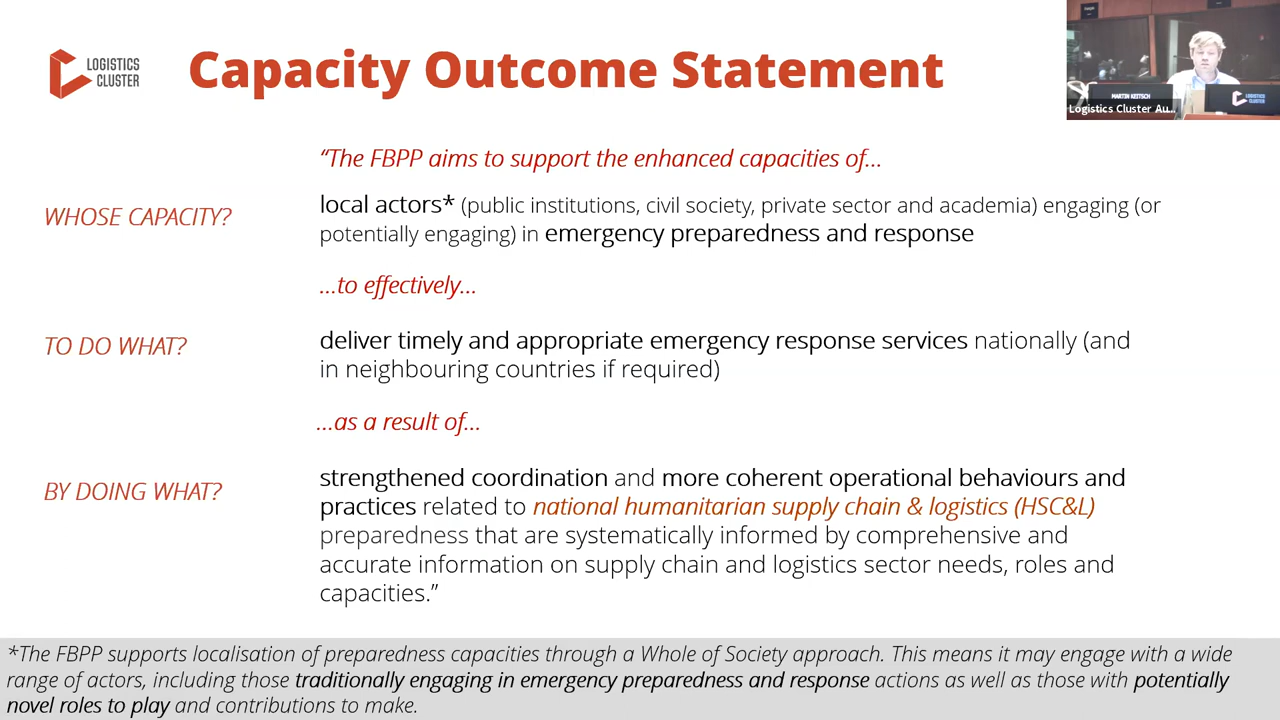 LOGISTICS
CLUSTER
Capacity Outcome Statement
MARTIN KEITSCH
LOGISTICS
CLUSTER
Logistics Cluster Au...
“The FBPP aims to support the enhanced capacities of...
WHOSE CAPACITY?
local actors* (public institutions, civil society, private sector and academia) engaging (or
potentially engaging) in emergency preparedness and response
...to effectively...
TO DO WHAT?
deliver timely and appropriate emergency response services nationally (and
in neighbouring countries if required)
...as a result of...
BY DOING WHAT?
strengthened coordination and more coherent operational behaviours and
practices related to national humanitarian supply chain & logistics (HSC&L)
preparedness that are systematically informed by comprehensive and
accurate information on supply chain and logistics sector needs, roles and
capacities.”
*The FBPP supports localisation of preparedness capacities through a Whole of Society approach. This means it may engage with a wide
range of actors, including those traditionally engaging in emergency preparedness and response actions as well as those with potentially
novel roles to play and contributions to make.